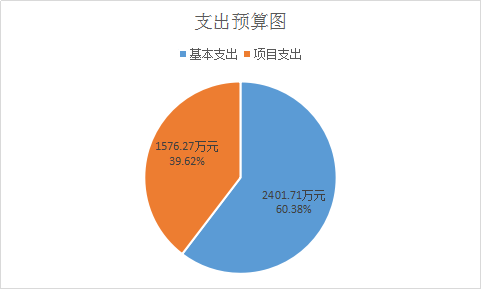 支出预算图
基本支出 项目支出
1576.27万元
39.62%
2401.71万元
60.38%